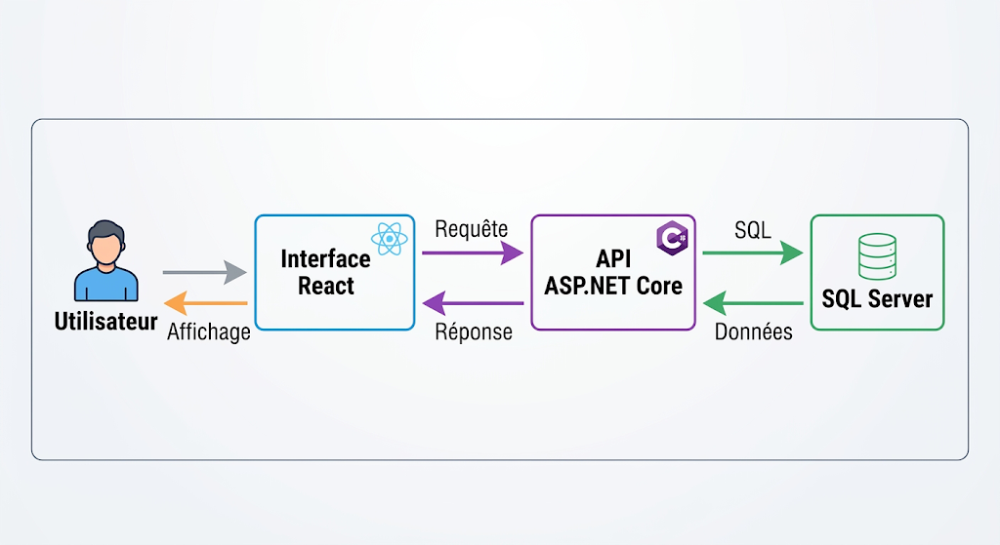 Utilisateur
Affichage
Interface
React
Requête
Réponse
API
ASP.NET Core
SQL
Données
SQL Server